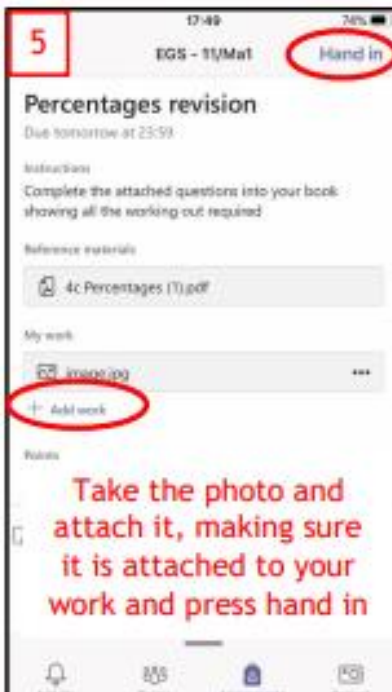 5
17:49
74%
EGS - 11/Ma1
Hand in
Percentages revision
Due tomorrow at 23:59
Instructions
Complete the attached questions into your book
showing all the working out required
Reference materials
4c Percentages (1).pdf
My work
image.jpg
+ Add work
Points
Take the photo and
attach it, making sure
it is attached to your
work and press hand in